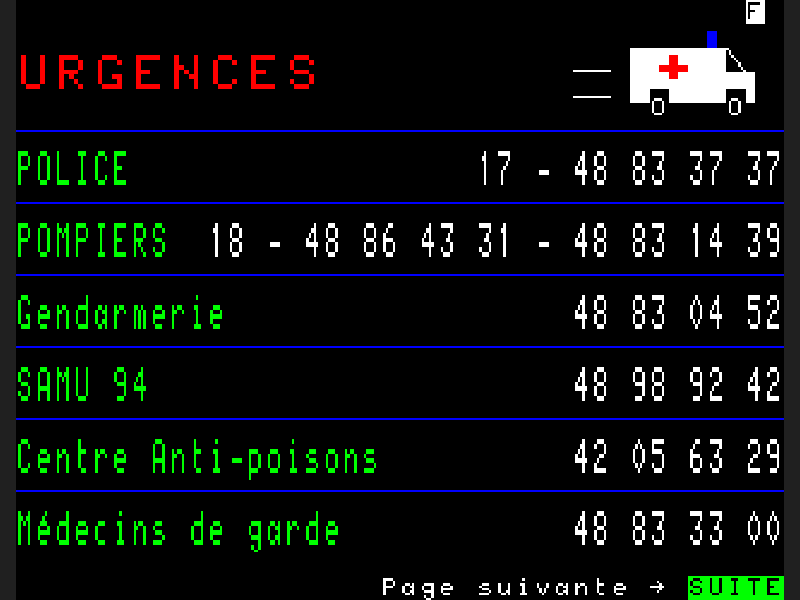 F
URGENCES
POLICE 17 - 48 83 37 37
POMPIERS 18 - 48 86 43 31 - 48 83 14 39
Gendarmerie 48 83 04 52
SAMU 94 48 98 92 42
Centre Anti-poisons 42 05 63 29
Médecins de garde 48 83 33 00
Page suivante → SUITE